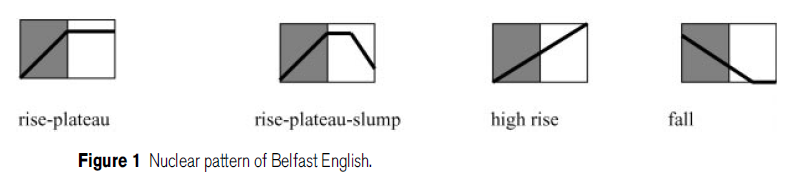 rise-plateau rise-plateau-slump high rise fall
Figure 1 Nuclear pattern of Belfast English.